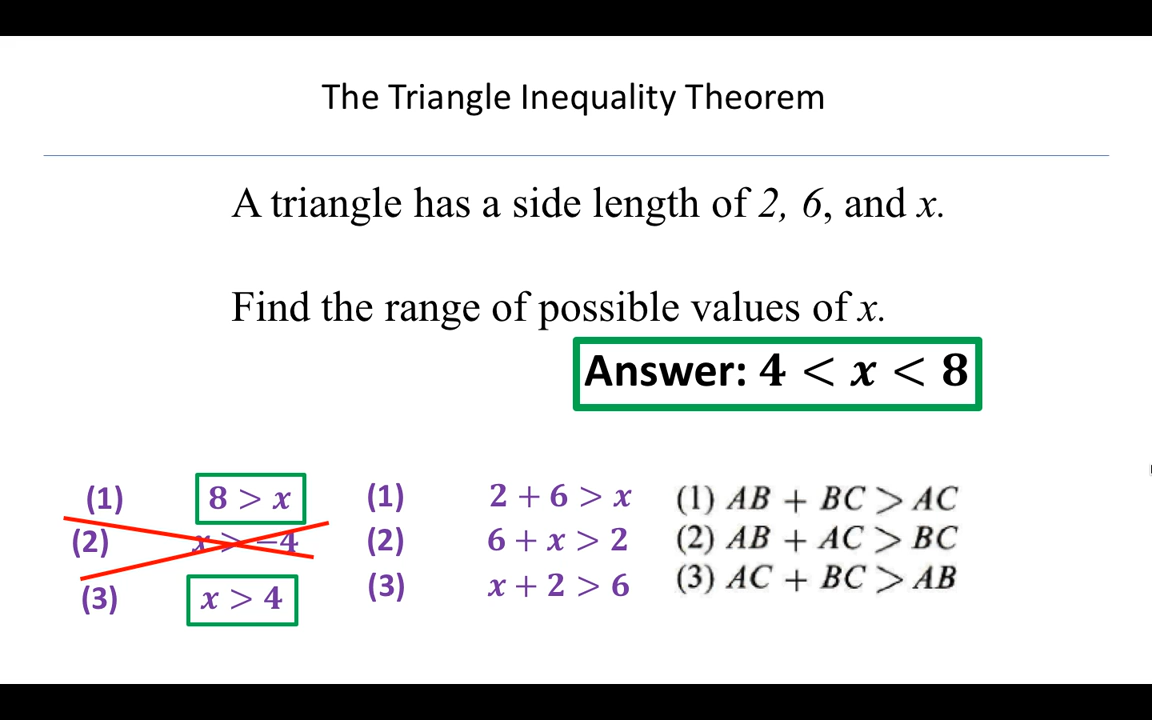 The Triangle Inequality Theorem
A triangle has a side length of 2, 6, and x.
Find the range of possible values of x.
Answer: 4 < x < 8
(1) 8 > x (1) 2 + 6 > x (1) AB + BC > AC
(2) x > −4 (2) 6 + x > 2 (2) AB + AC > BC
(3) x > 4 (3) x + 2 > 6 (3) AC + BC > AB